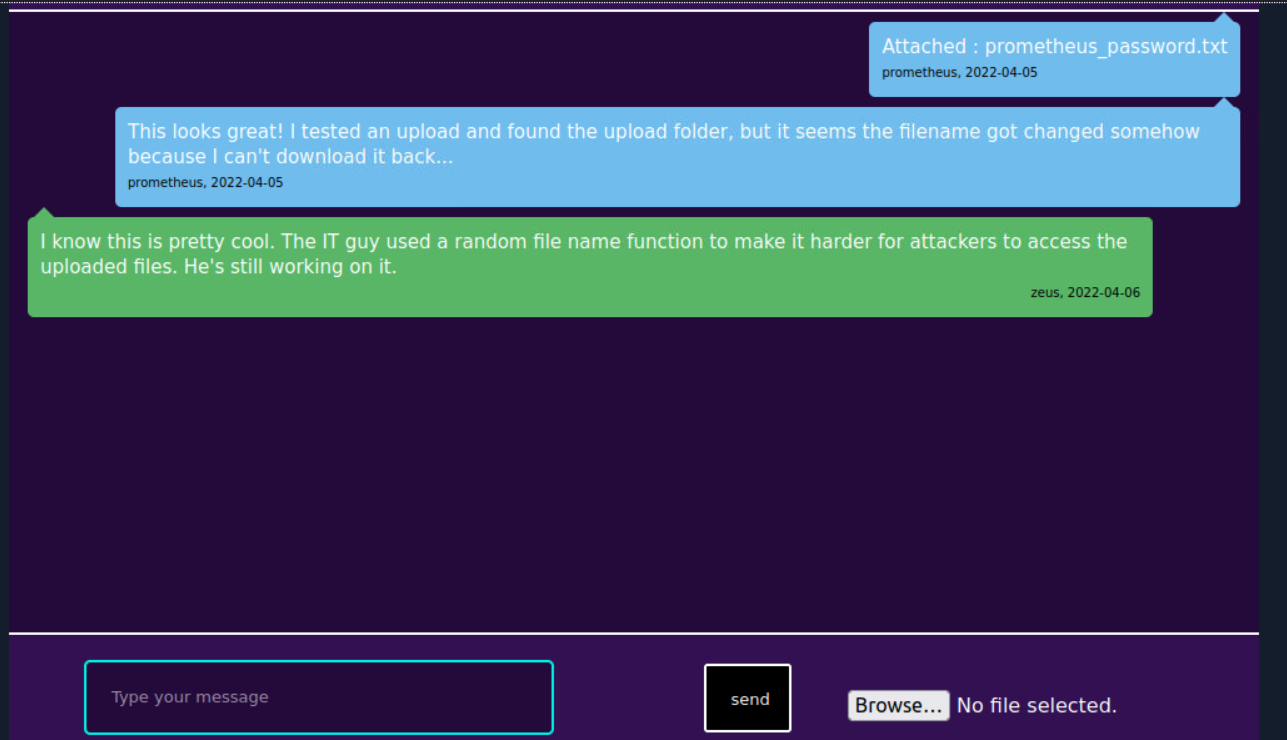 Attached : prometheus_password.txt
prometheus, 2022-04-05
This looks great! I tested an upload and found the upload folder, but it seems the filename got changed somehow
because I can't download it back...
prometheus, 2022-04-05
I know this is pretty cool. The IT guy used a random file name function to make it harder for attackers to access the
uploaded files. He's still working on it.
zeus, 2022-04-06
Type your message
send
Browse... No file selected.